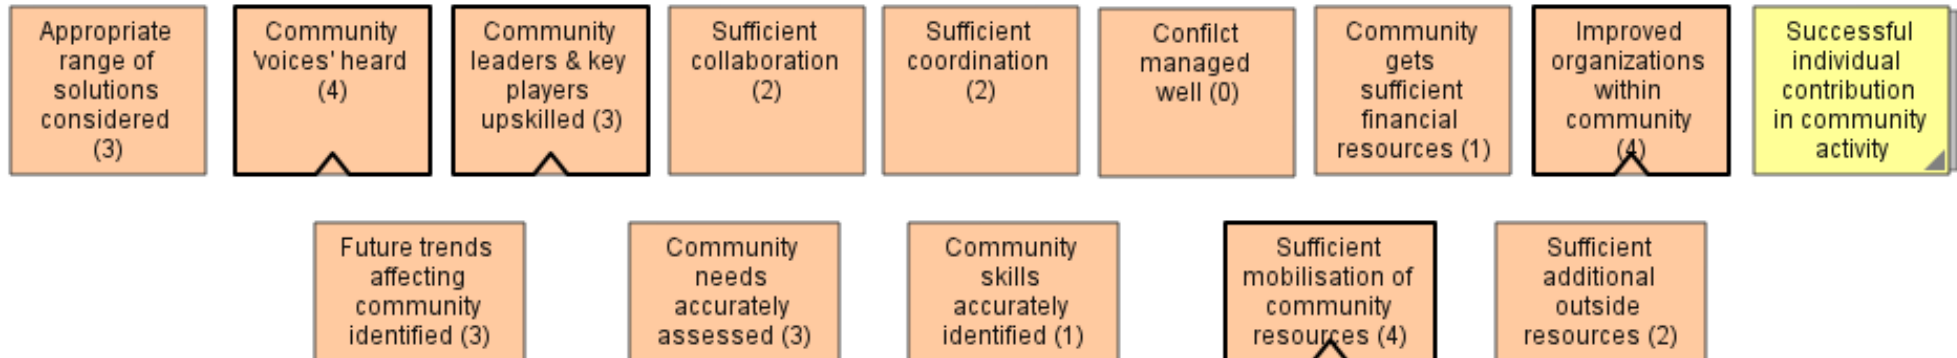 Appropriate
range of
solutions
considered
(3)
Community
'voices' heard
(4)
Community
leaders & key
players
upskilled (3)
Sufficient
collaboration
(2)
Sufficient
coordination
(2)
Confilct
managed
well (0)
Community
gets
sufficient
financial
resources (1)
Improved
organizations
within
community
(4)
Successful
individual
contribution
in community
activity
Future trends
affecting
community
identified (3)
Community
needs
accurately
assessed (3)
Community
skills
accurately
identified (1)
Sufficient
mobilisation of
community
resources (4)
Sufficient
additional
outside
resources (2)